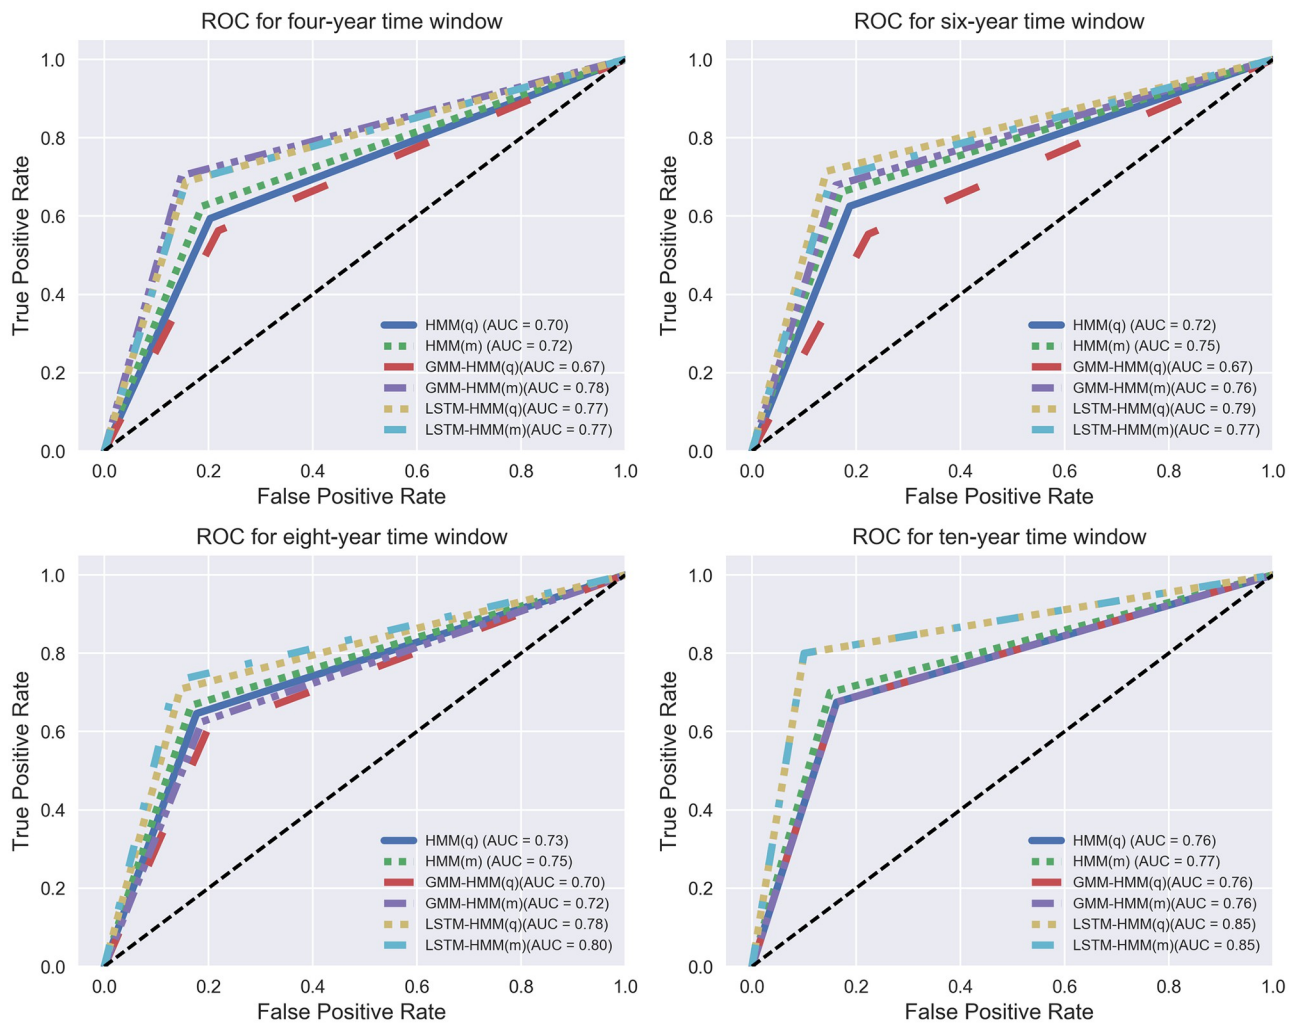 ROC for four-year time window
True Positive Rate
1.0
0.8
0.6
0.4
0.2
0.0
HMM(q) (AUC = 0.70)
HMM(m) (AUC = 0.72)
GMM-HMM(q)(AUC = 0.67)
GMM-HMM(m)(AUC = 0.78)
LSTM-HMM(q)(AUC = 0.77)
LSTM-HMM(m)(AUC = 0.77)
0.0 0.2 0.4 0.6 0.8 1.0
False Positive Rate
ROC for six-year time window
True Positive Rate
1.0
0.8
0.6
0.4
0.2
0.0
HMM(q) (AUC = 0.72)
HMM(m) (AUC = 0.75)
GMM-HMM(q)(AUC = 0.67)
GMM-HMM(m)(AUC = 0.76)
LSTM-HMM(q)(AUC = 0.79)
LSTM-HMM(m)(AUC = 0.77)
0.0 0.2 0.4 0.6 0.8 1.0
False Positive Rate
ROC for eight-year time window
True Positive Rate
1.0
0.8
0.6
0.4
0.2
0.0
HMM(q) (AUC = 0.73)
HMM(m) (AUC = 0.75)
GMM-HMM(q)(AUC = 0.70)
GMM-HMM(m)(AUC = 0.72)
LSTM-HMM(q)(AUC = 0.78)
LSTM-HMM(m)(AUC = 0.80)
0.0 0.2 0.4 0.6 0.8 1.0
False Positive Rate
ROC for ten-year time window
True Positive Rate
1.0
0.8
0.6
0.4
0.2
0.0
HMM(q) (AUC = 0.76)
HMM(m) (AUC = 0.77)
GMM-HMM(q)(AUC = 0.76)
GMM-HMM(m)(AUC = 0.76)
LSTM-HMM(q)(AUC = 0.85)
LSTM-HMM(m)(AUC = 0.85)
0.0 0.2 0.4 0.6 0.8 1.0
False Positive Rate